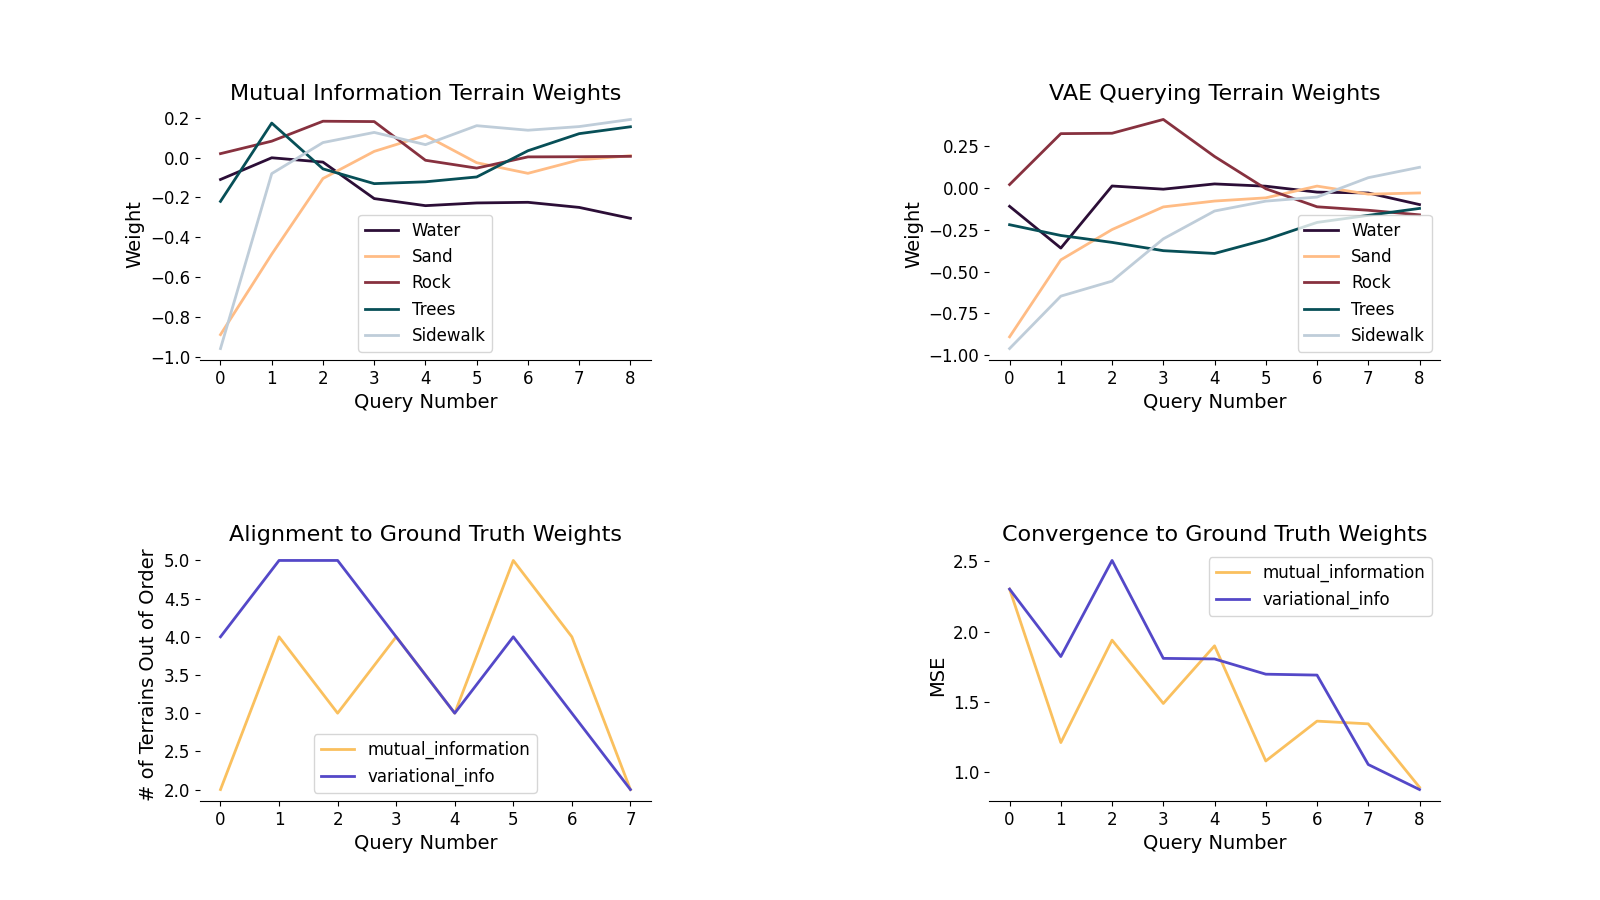 Mutual Information Terrain Weights
Weight
0.2
0.0
−0.2
−0.4
−0.6
−0.8
−1.0
Water
Sand
Rock
Trees
Sidewalk
0 1 2 3 4 5 6 7 8
Query Number
VAE Querying Terrain Weights
Weight
0.25
0.00
−0.25
−0.50
−0.75
−1.00
Water
Sand
Rock
Trees
Sidewalk
0 1 2 3 4 5 6 7 8
Query Number
Alignment to Ground Truth Weights
# of Terrains Out of Order
5.0
4.5
4.0
3.5
3.0
2.5
2.0
mutual_information
variational_info
0 1 2 3 4 5 6 7
Query Number
Convergence to Ground Truth Weights
MSE
2.5
2.0
1.5
1.0
mutual_information
variational_info
0 1 2 3 4 5 6 7 8
Query Number